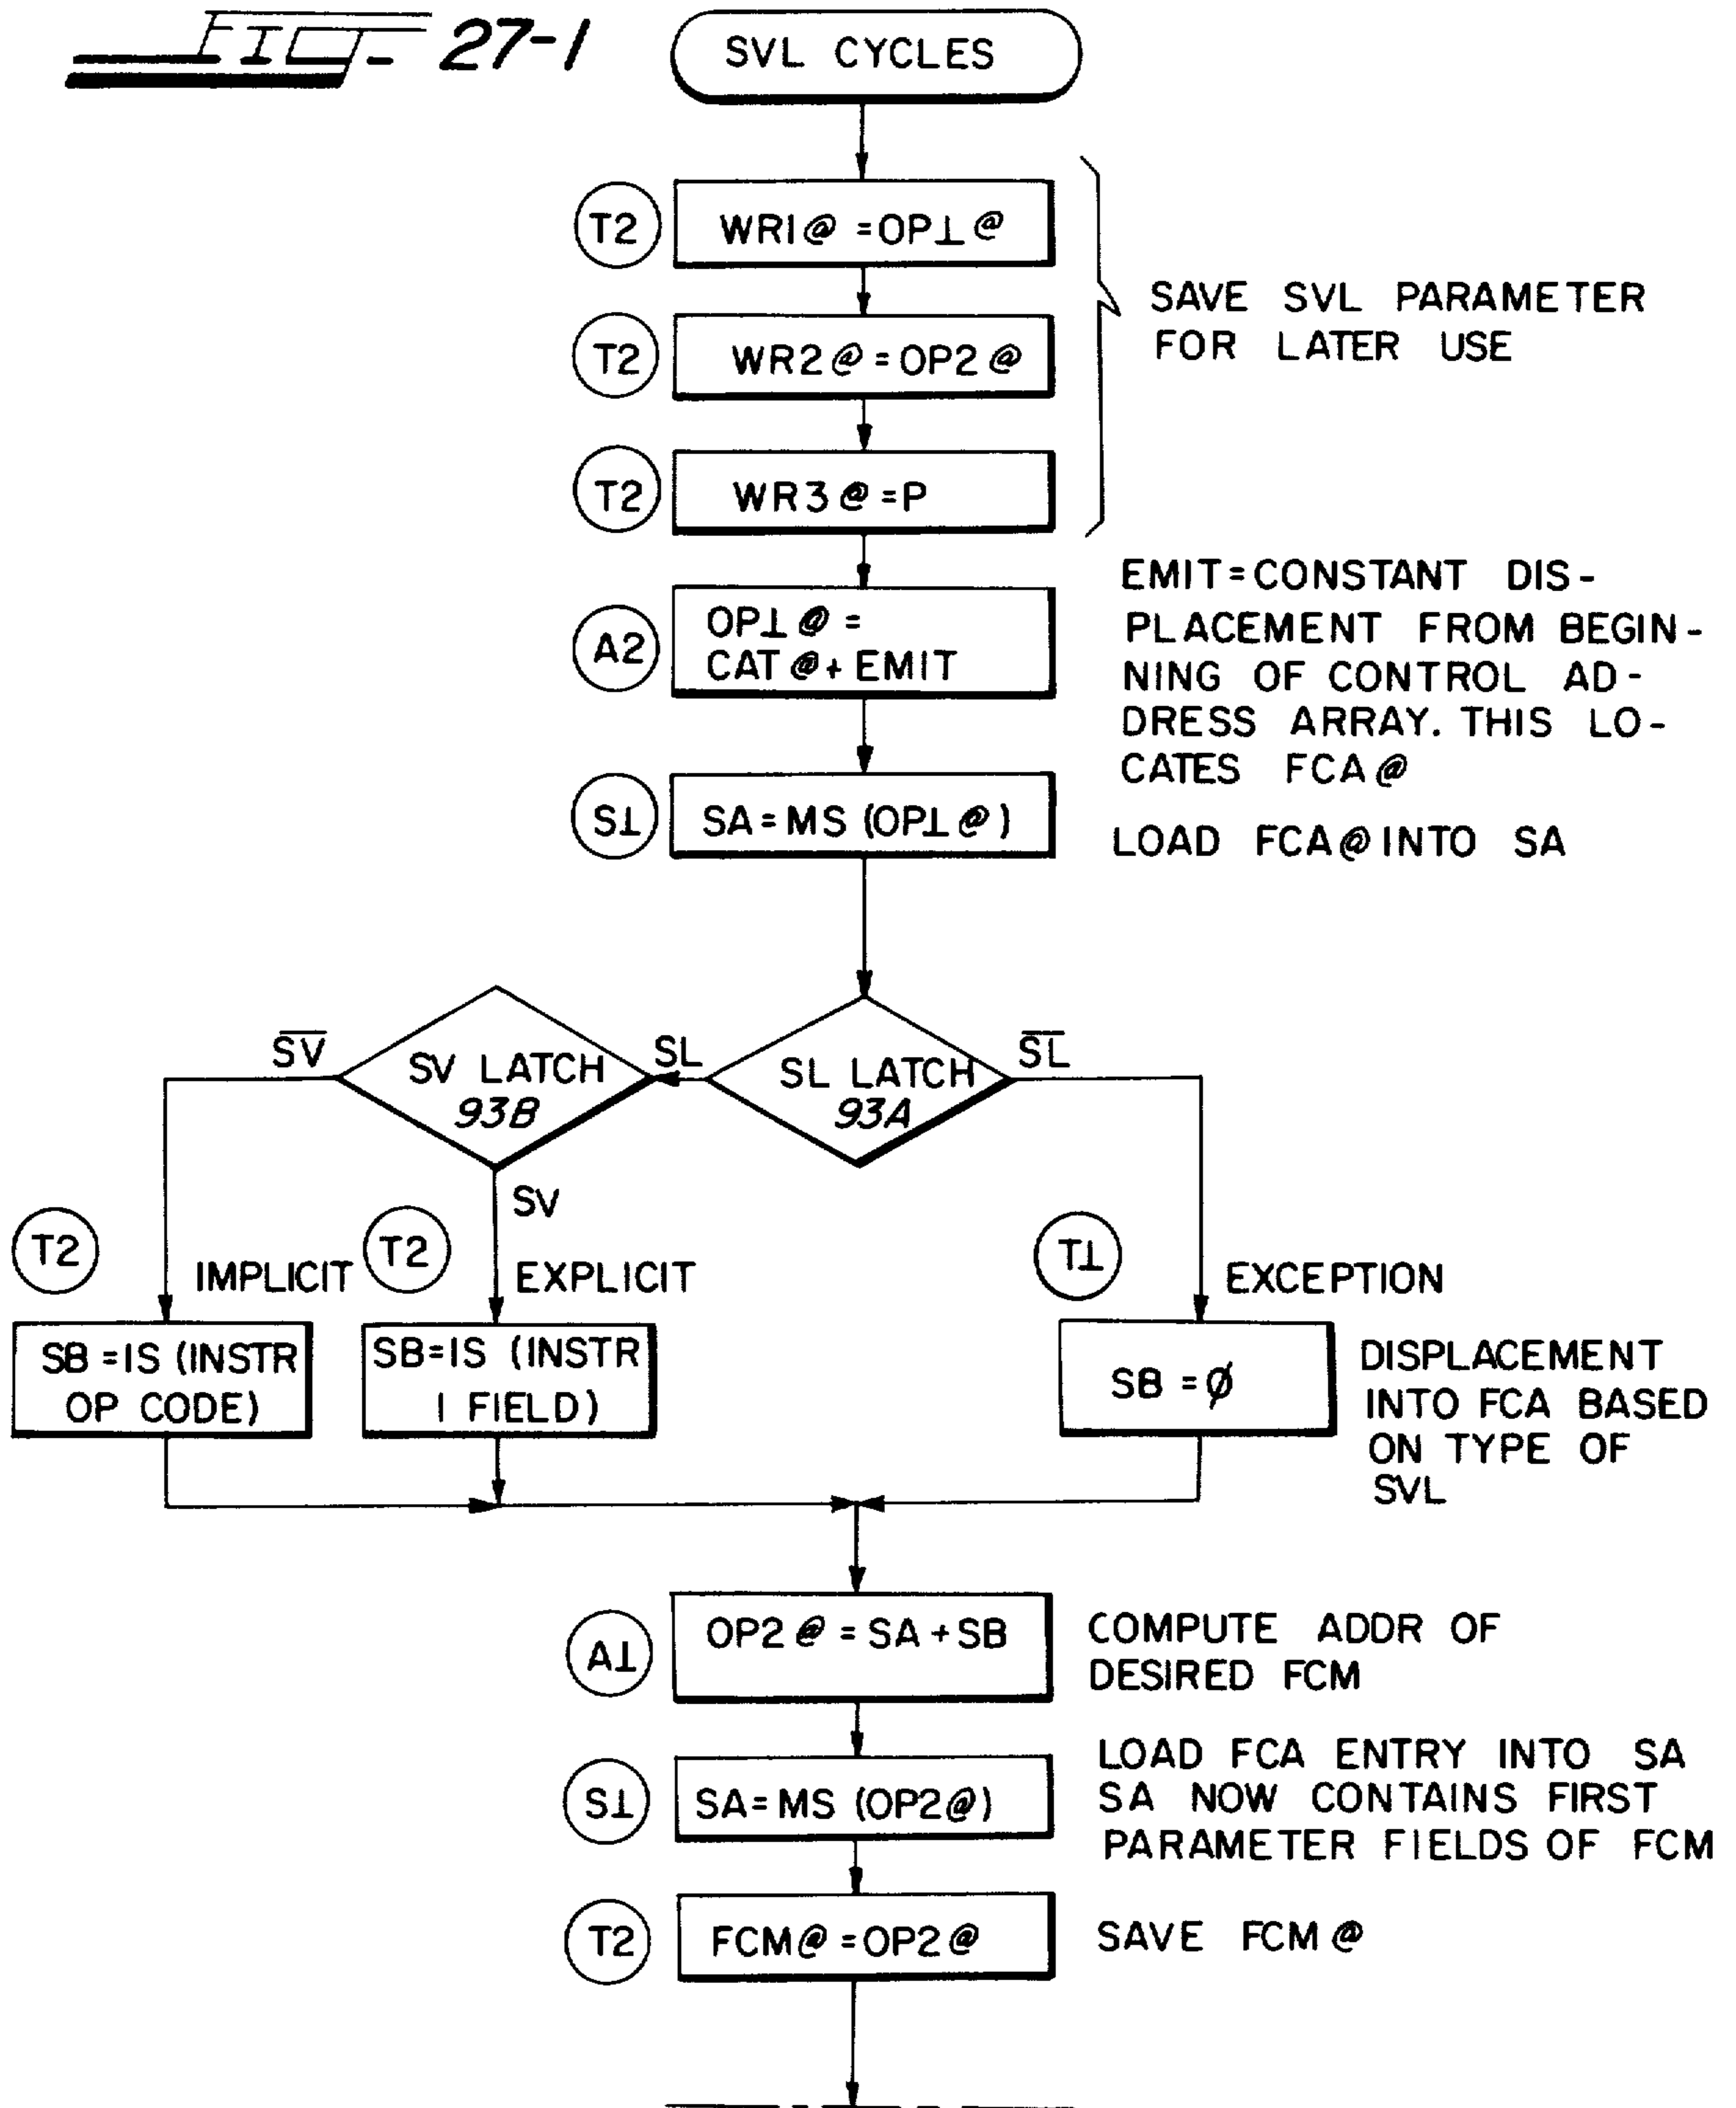 FIG- 27-1
SVL CYCLES
T2
WR1@ =OP1@
T2
WR2@=OP2@
T2
WR3@=P
SAVE SVL PARAMETER
FOR LATER USE
A2
OP1@ =
CAT@+EMIT
EMIT=CONSTANT DIS-
PLACEMENT FROM BEGIN-
NING OF CONTROL AD-
DRESS ARRAY. THIS LO-
CATES FCA@
S1
SA=MS (OP1@)
LOAD FCA@INTO SA
S̅V̅
SV LATCH
93B
SL
SL LATCH
93A
S̅L̅
SV
T2
IMPLICIT
T2
EXPLICIT
T1
EXCEPTION
SB=IS (INSTR
OP CODE)
SB=IS (INSTR
I FIELD)
SB=Ø
DISPLACEMENT
INTO FCA BASED
ON TYPE OF
SVL
A1
OP2@=SA+SB
COMPUTE ADDR OF
DESIRED FCM
S1
SA=MS (OP2@)
LOAD FCA ENTRY INTO SA
SA NOW CONTAINS FIRST
PARAMETER FIELDS OF FCM
T2
FCM@=OP2@
SAVE FCM@